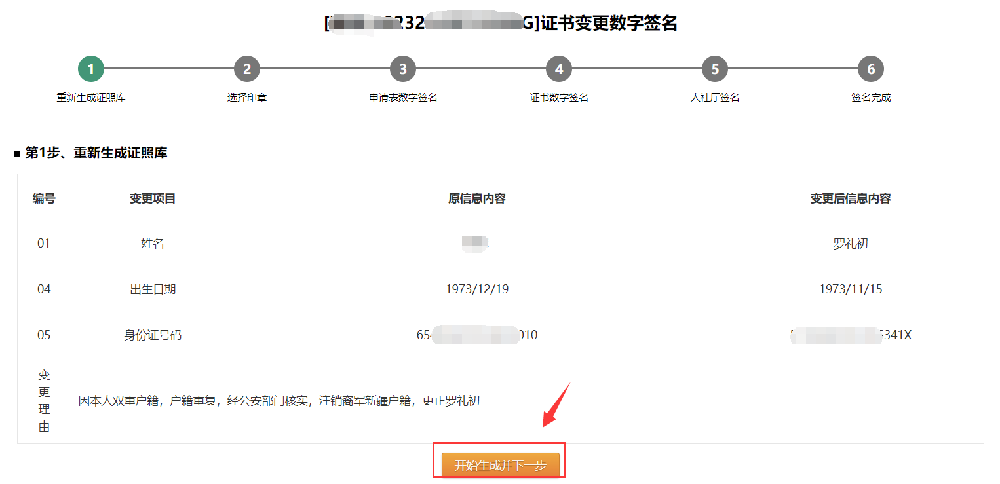 [232G]证书变更数字签名
1 2 3 4 5 6
重新生成证照库 选择印章 申请表数字签名 证书数字签名 人社厅签名 签名完成
■ 第1步、重新生成证照库
编号 变更项目 原信息内容 变更后信息内容
01 姓名 罗礼初
04 出生日期 1973/12/19 1973/11/15
05 身份证号码 65 010 5341X
变
更
理
由
因本人双重户籍，户籍重复，经公安部门核实，注销裔军新疆户籍，更正罗礼初
开始生成并下一步